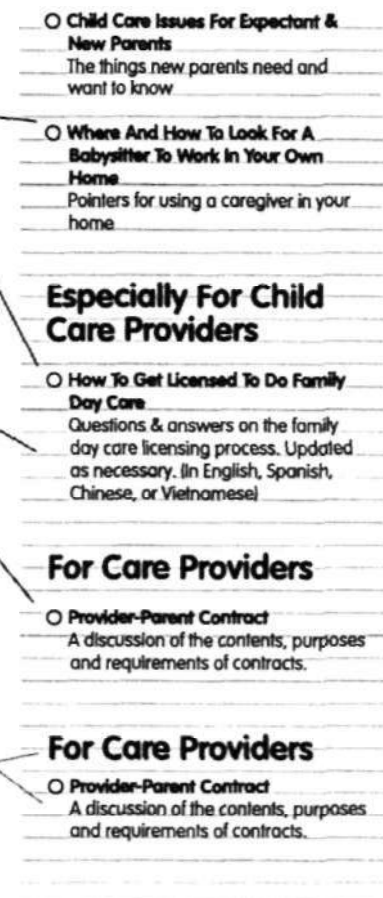 O Child Care Issues For Expectant &
New Parents
The things new parents need and
want to know
O Where And How To Look For A
Babysitter To Work In Your Own
Home
Pointers for using a caregiver in your
home
Especially For Child
Care Providers
O How To Get Licensed To Do Family
Day Care
Questions & answers on the family
day care licensing process. Updated
as necessary. (In English, Spanish,
Chinese, or Vietnamese)
For Care Providers
O Provider-Parent Contract
A discussion of the contents, purposes
and requirements of contracts.
For Care Providers
O Provider-Parent Contract
A discussion of the contents, purposes
and requirements of contracts.